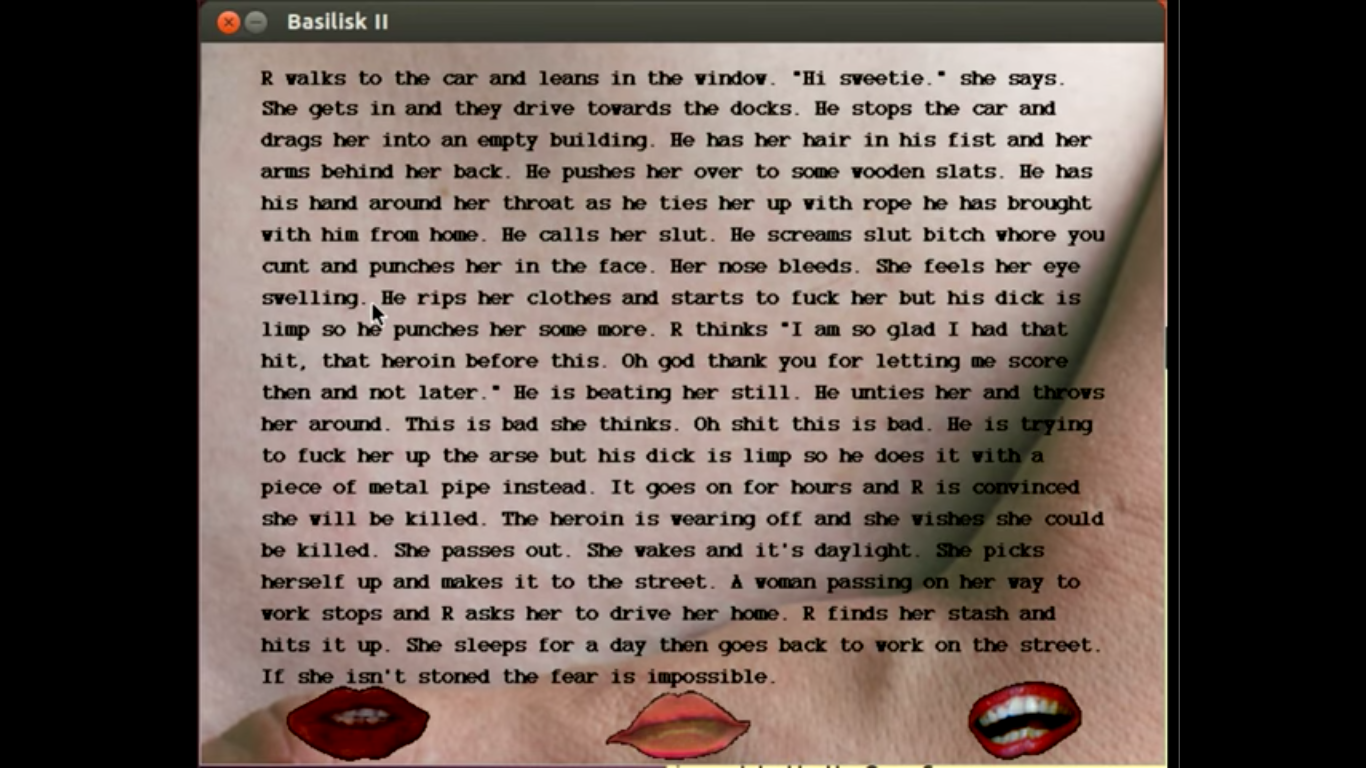 Basilisk II
R walks to the car and leans in the window. "Hi sweetie." she says.
She gets in and they drive towards the docks. He stops the car and
drags her into an empty building. He has her hair in his fist and her
arms behind her back. He pushes her over to some wooden slats. He has
his hand around her throat as he ties her up with rope he has brought
with him from home. He calls her slut. He screams slut bitch whore you
cunt and punches her in the face. Her nose bleeds. She feels her eye
swelling. He rips her clothes and starts to fuck her but his dick is
limp so he punches her some more. R thinks "I am so glad I had that
hit, that heroin before this. Oh god thank you for letting me score
then and not later." He is beating her still. He unties her and throws
her around. This is bad she thinks. Oh shit this is bad. He is trying
to fuck her up the arse but his dick is limp so he does it with a
piece of metal pipe instead. It goes on for hours and R is convinced
she will be killed. The heroin is wearing off and she wishes she could
be killed. She passes out. She wakes and it's daylight. She picks
herself up and makes it to the street. A woman passing on her way to
work stops and R asks her to drive her home. R finds her stash and
hits it up. She sleeps for a day then goes back to work on the street.
If she isn't stoned the fear is impossible.